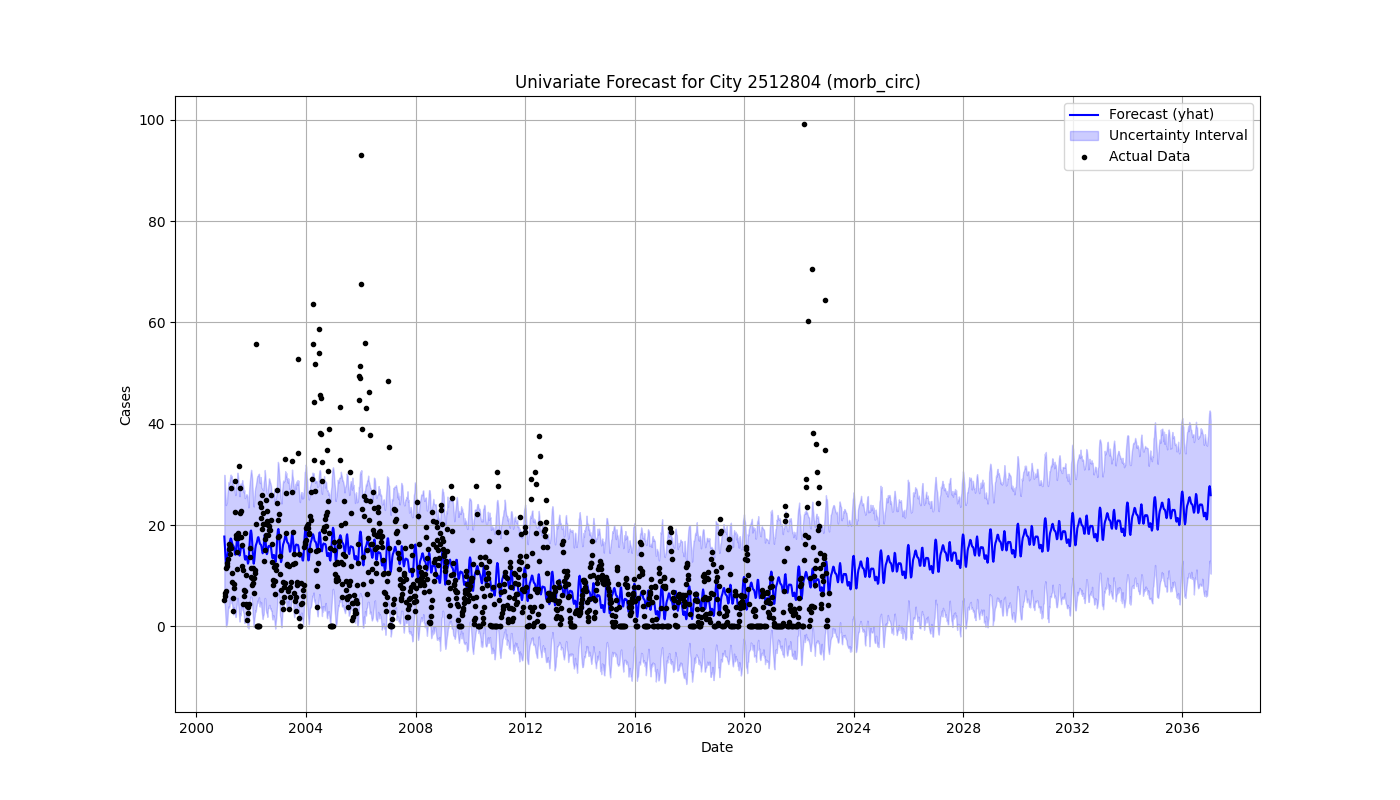 Univariate Forecast for City 2512804 (morb_circ)
Forecast (yhat)
Uncertainty Interval
Actual Data
Cases
100
80
60
40
20
0
2000 2004 2008 2012 2016 2020 2024 2028 2032 2036
Date